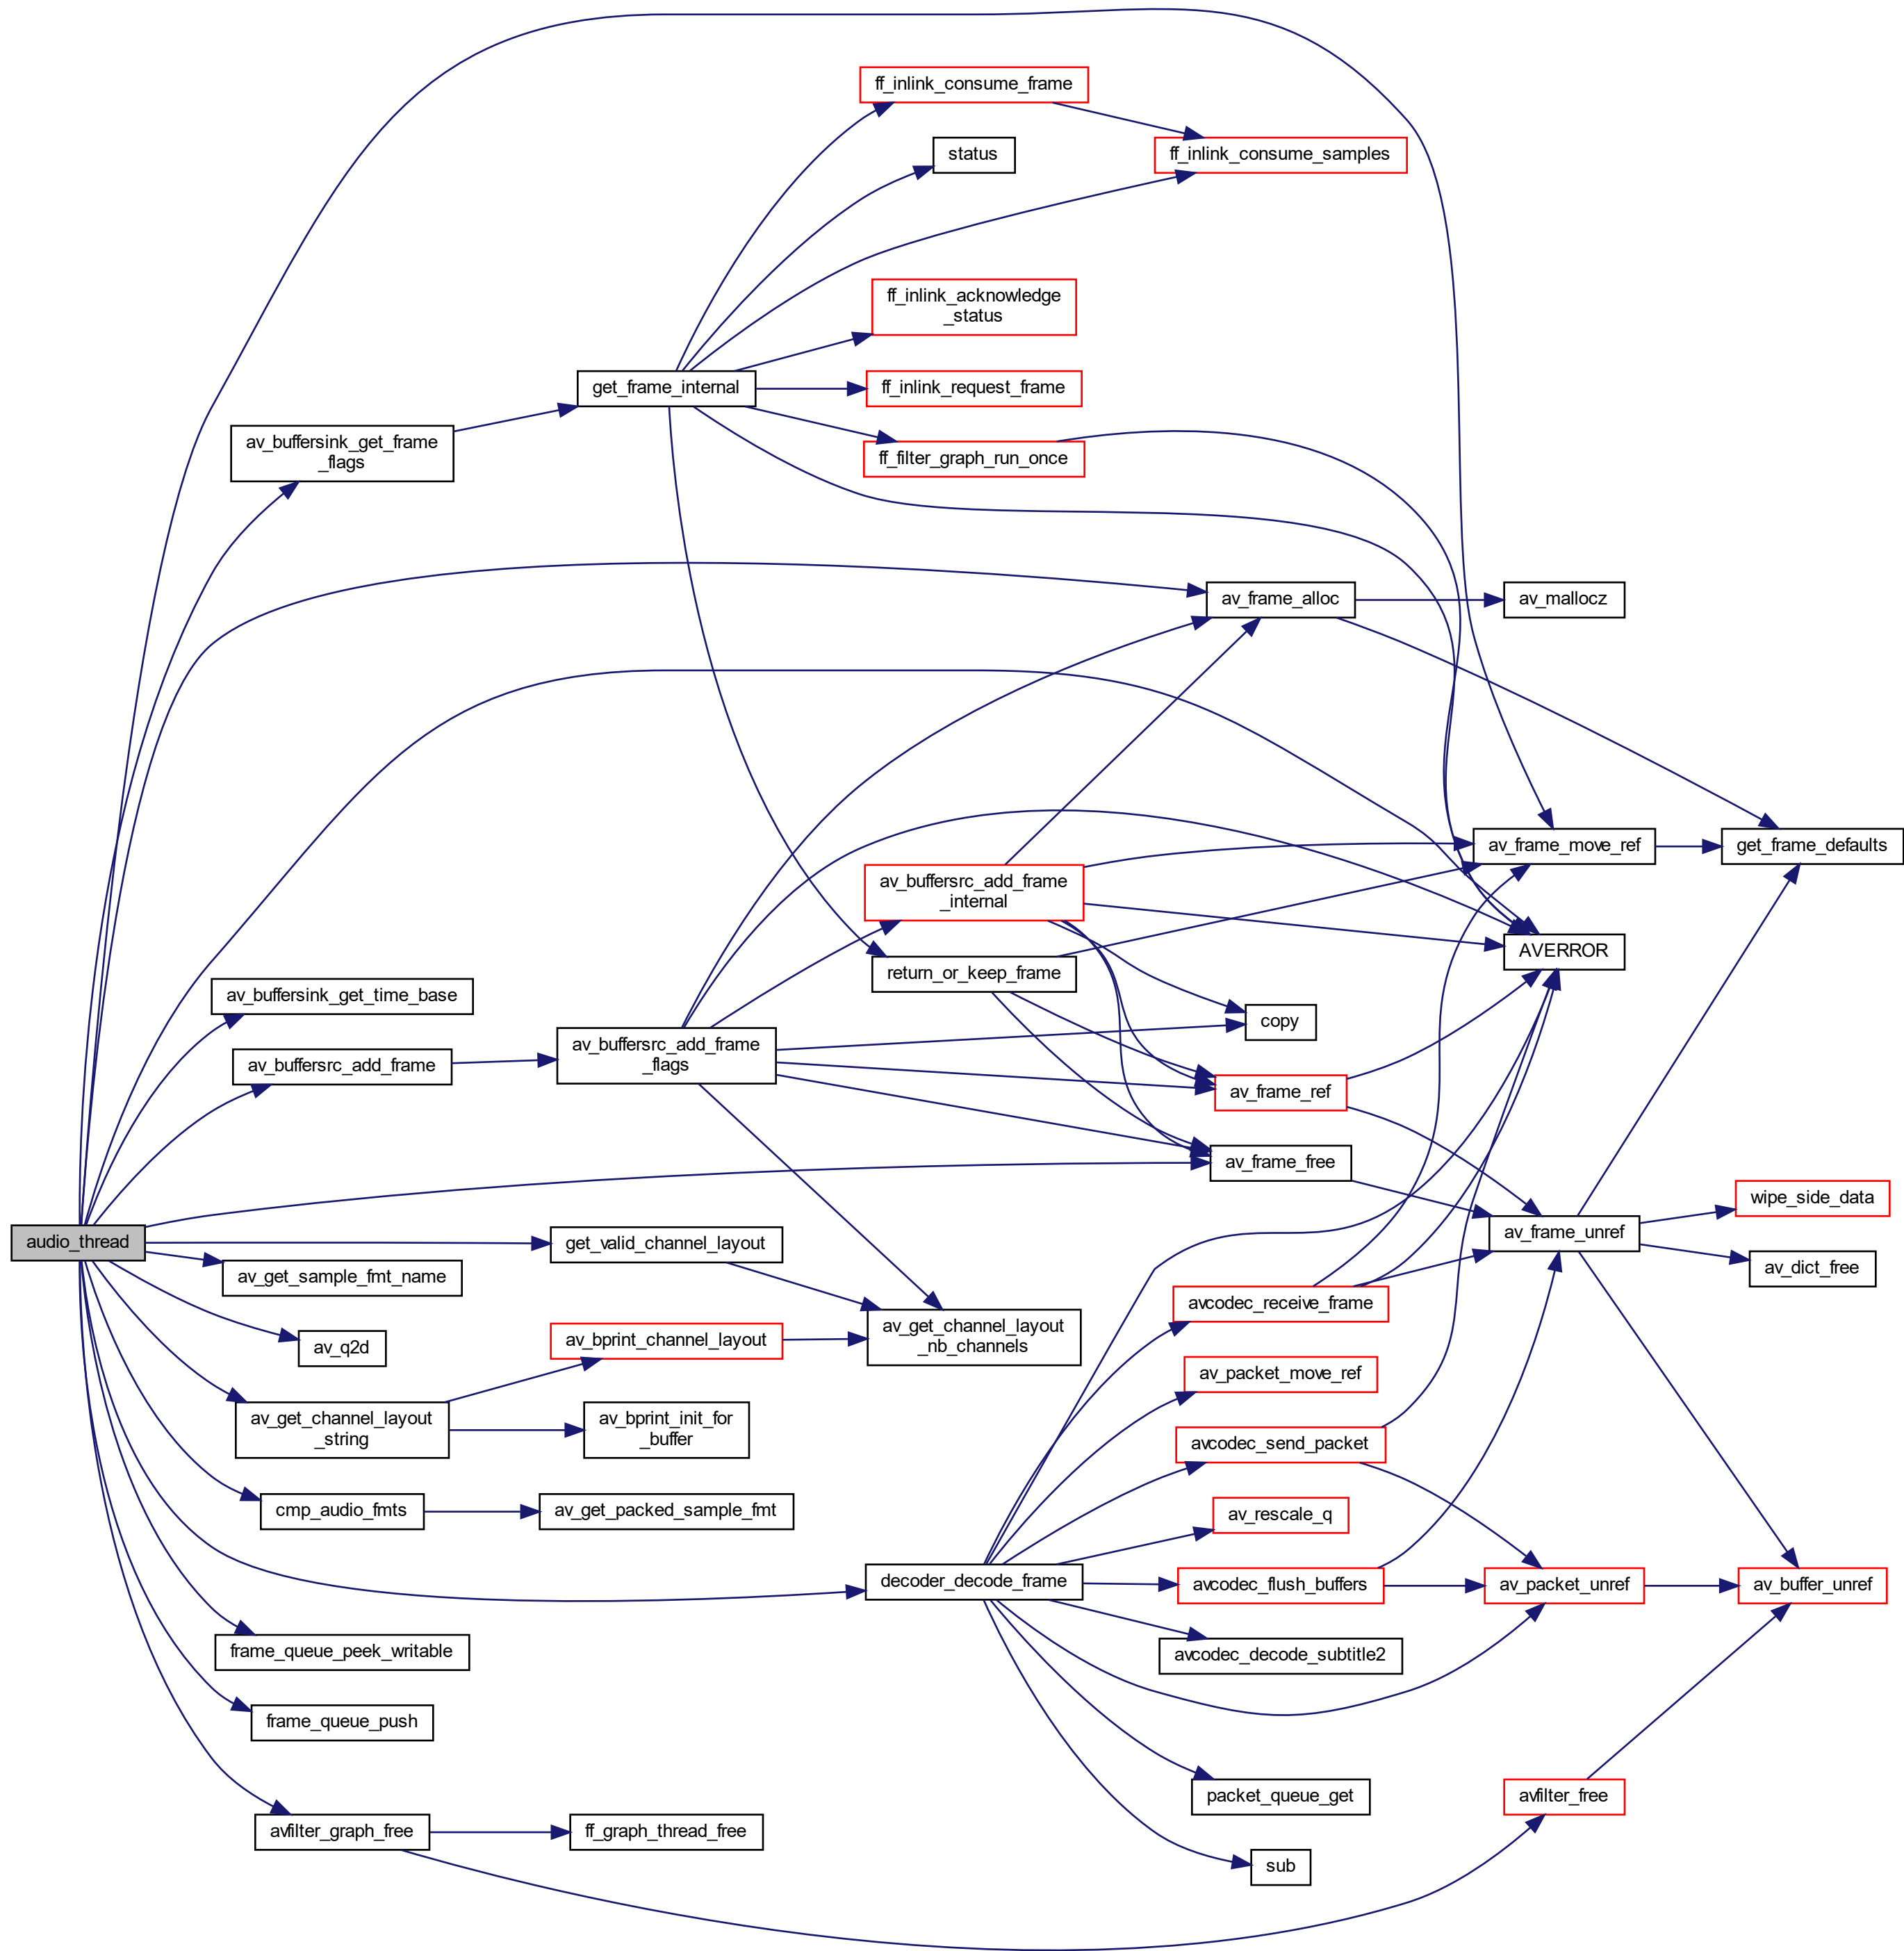 ff_inlink_consume_frame
status
ff_inlink_consume_samples
ff_inlink_acknowledge
_status
get_frame_internal
ff_inlink_request_frame
av_buffersink_get_frame
_flags
ff_filter_graph_run_once
av_frame_alloc
av_mallocz
av_frame_move_ref
get_frame_defaults
av_buffersrc_add_frame
_internal
AVERROR
return_or_keep_frame
av_buffersink_get_time_base
copy
av_buffersrc_add_frame
av_buffersrc_add_frame
_flags
av_frame_ref
av_frame_free
wipe_side_data
av_frame_unref
audio_thread
get_valid_channel_layout
av_dict_free
av_get_sample_fmt_name
avcodec_receive_frame
av_get_channel_layout
_nb_channels
av_q2d
av_bprint_channel_layout
av_packet_move_ref
av_get_channel_layout
_string
av_bprint_init_for
_buffer
avcodec_send_packet
cmp_audio_fmts
av_get_packed_sample_fmt
av_rescale_q
decoder_decode_frame
avcodec_flush_buffers
av_packet_unref
av_buffer_unref
frame_queue_peek_writable
avcodec_decode_subtitle2
frame_queue_push
packet_queue_get
avfilter_free
avfilter_graph_free
ff_graph_thread_free
sub